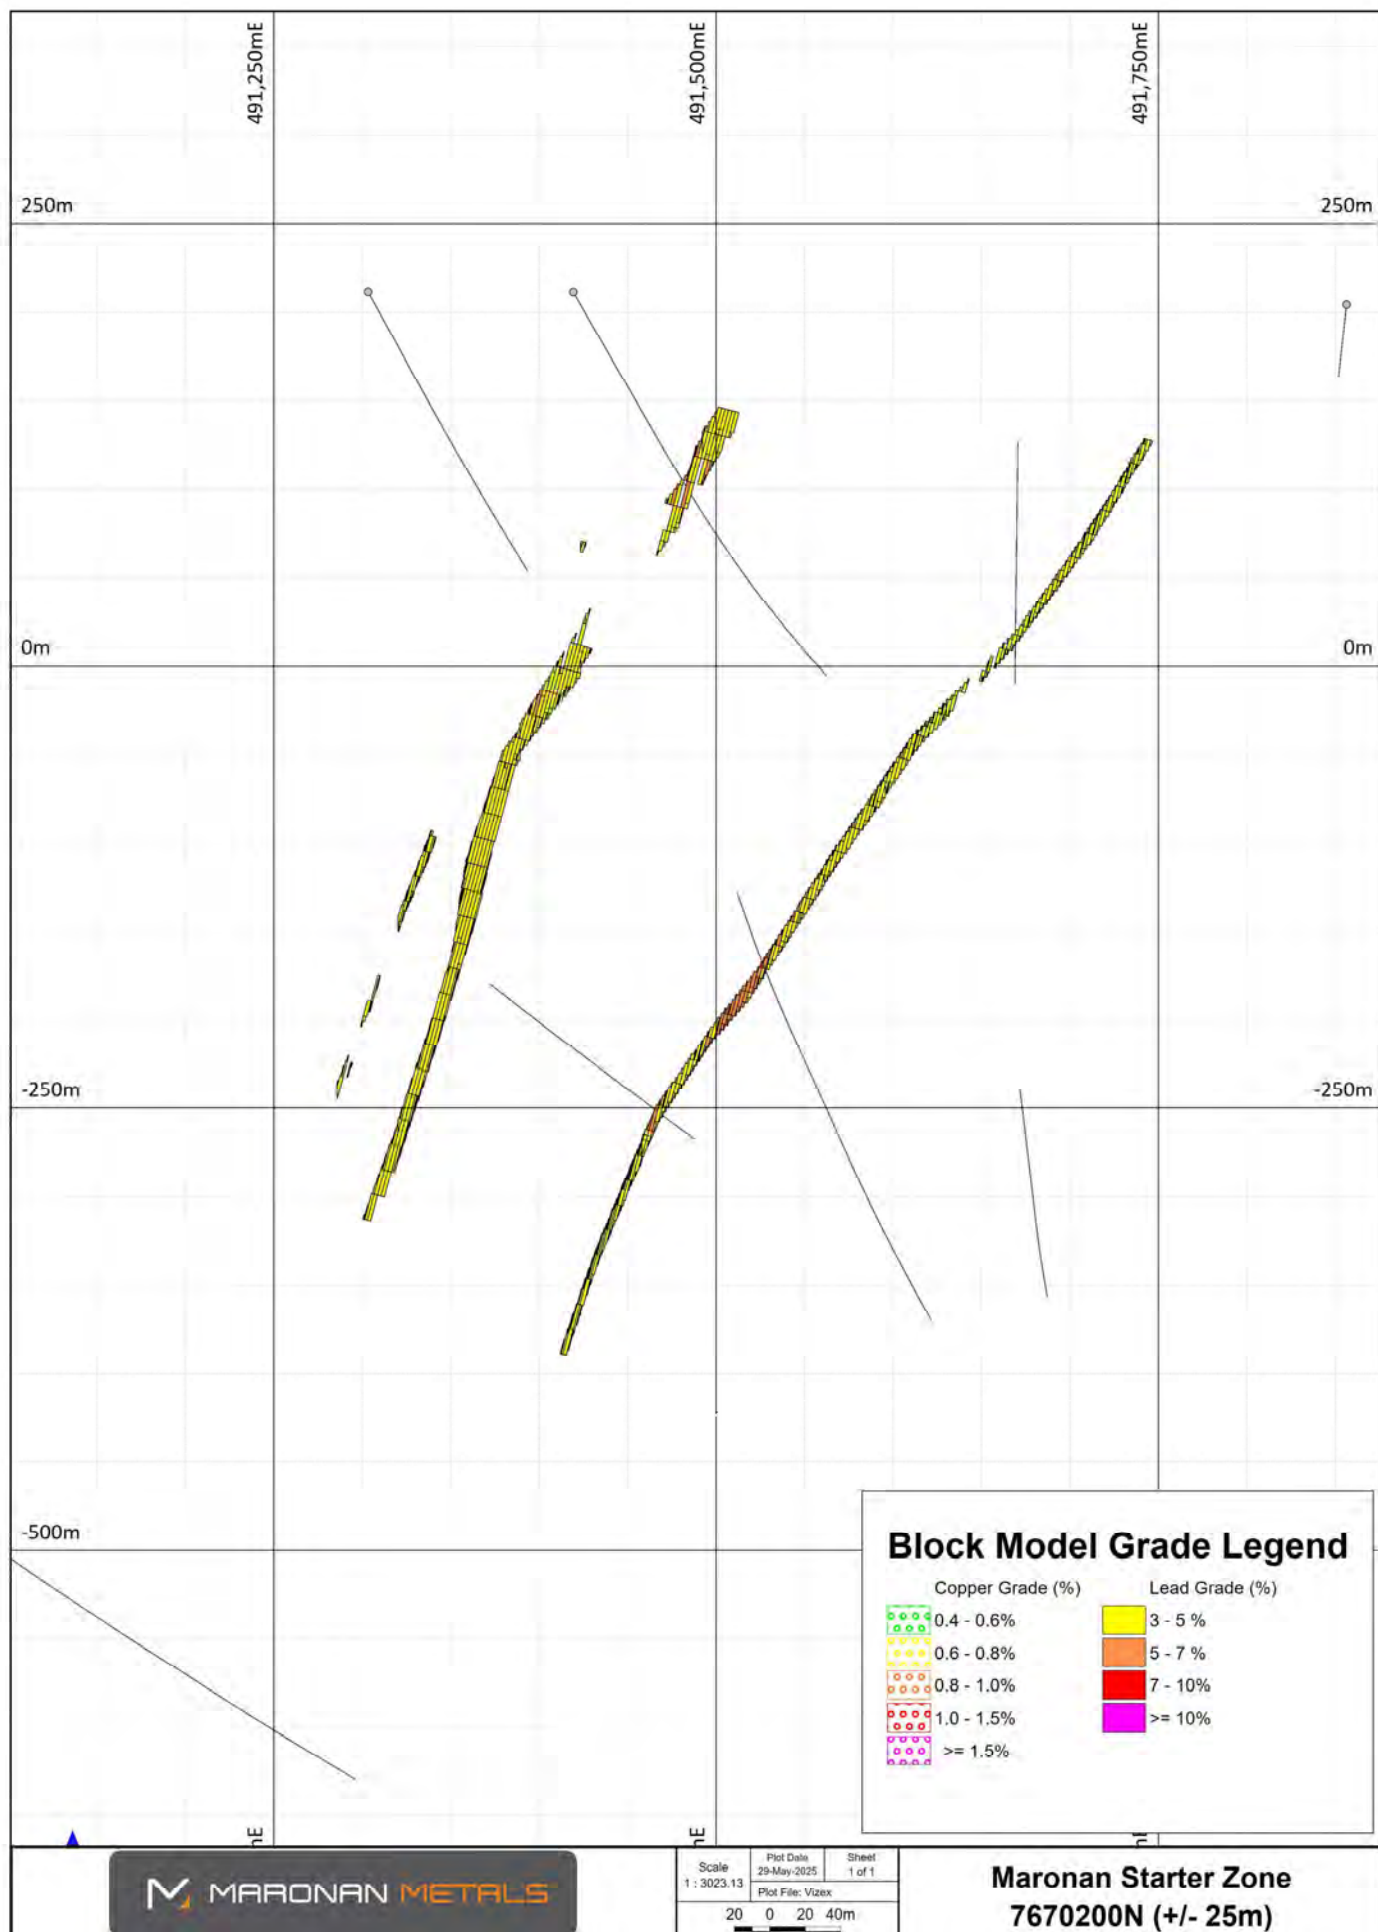 491,250mE
491,500mE
491,750mE
250m
250m
0m
0m
-250m
-250m
-500m
Block Model Grade Legend
Copper Grade (%)
Lead Grade (%)
0.4 - 0.6%
3 - 5 %
0.6 - 0.8%
5 - 7 %
0.8 - 1.0%
7 - 10%
1.0 - 1.5%
>= 10%
>= 1.5%
mE
mE
mE
MARONAN METALS
Scale
1 : 3023.13
Plot Date
29-May-2025
Sheet
1 of 1
Plot File: Vizex
20 0 20 40m
Maronan Starter Zone
7670200N (+/- 25m)